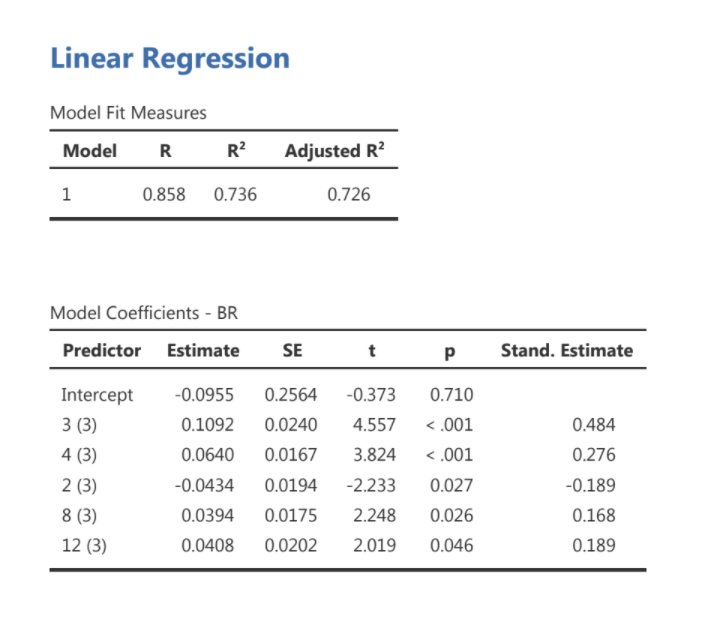 Linear Regression
Model Fit Measures
Model R R² Adjusted R²
1 0.858 0.736 0.726
Model Coefficients - BR
Predictor Estimate SE t p Stand. Estimate
Intercept -0.0955 0.2564 -0.373 0.710
3 (3) 0.1092 0.0240 4.557 < .001 0.484
4 (3) 0.0640 0.0167 3.824 < .001 0.276
2 (3) -0.0434 0.0194 -2.233 0.027 -0.189
8 (3) 0.0394 0.0175 2.248 0.026 0.168
12 (3) 0.0408 0.0202 2.019 0.046 0.189